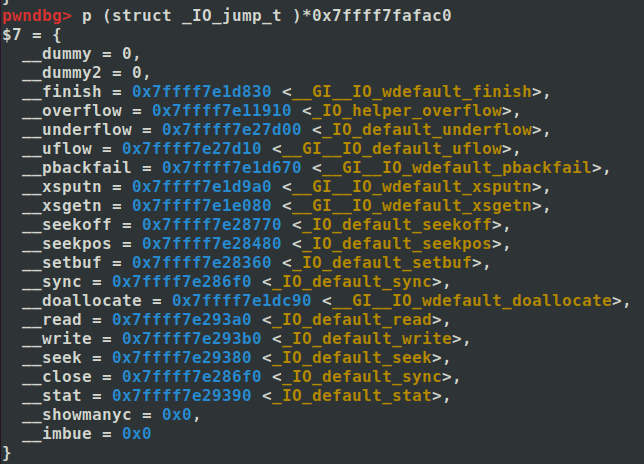 pwndbg> p (struct _IO_jump_t )*0x7ffff7fafac0
$7 = {
  __dummy = 0,
  __dummy2 = 0,
  __finish = 0x7ffff7e1d830 <__GI__IO_wdefault_finish>,
  __overflow = 0x7ffff7e11910 <_IO_helper_overflow>,
  __underflow = 0x7ffff7e27d00 <_IO_default_underflow>,
  __uflow = 0x7ffff7e27d10 <__GI__IO_default_uflow>,
  __pbackfail = 0x7ffff7e1d670 <__GI__IO_wdefault_pbackfail>,
  __xsputn = 0x7ffff7e1d9a0 <__GI__IO_wdefault_xsputn>,
  __xsgetn = 0x7ffff7e1e080 <__GI__IO_wdefault_xsgetn>,
  __seekoff = 0x7ffff7e28770 <_IO_default_seekoff>,
  __seekpos = 0x7ffff7e28480 <_IO_default_seekpos>,
  __setbuf = 0x7ffff7e28360 <_IO_default_setbuf>,
  __sync = 0x7ffff7e286f0 <_IO_default_sync>,
  __doallocate = 0x7ffff7e1dc90 <__GI__IO_wdefault_doallocate>,
  __read = 0x7ffff7e293a0 <_IO_default_read>,
  __write = 0x7ffff7e293b0 <_IO_default_write>,
  __seek = 0x7ffff7e29380 <_IO_default_seek>,
  __close = 0x7ffff7e286f0 <_IO_default_sync>,
  __stat = 0x7ffff7e29390 <_IO_default_stat>,
  __showmanyc = 0x0,
  __imbue = 0x0
}